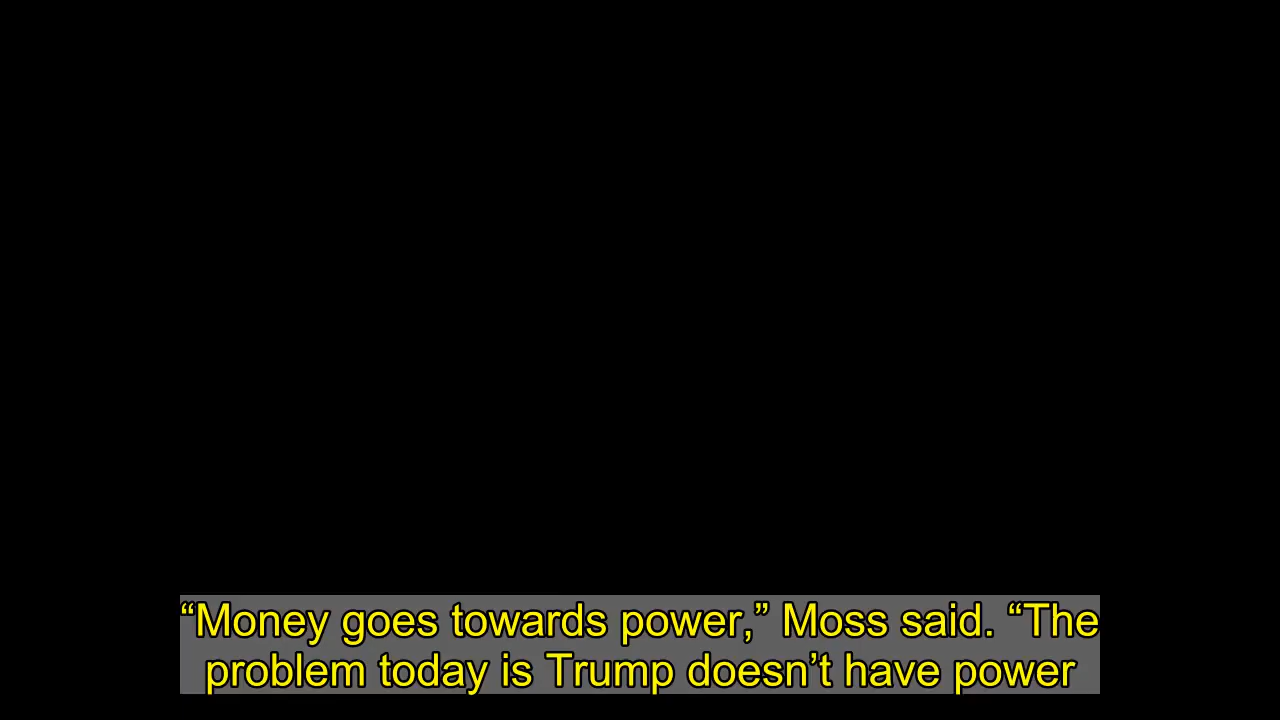 “Money goes towards power,” Moss said. “The
problem today is Trump doesn’t have power